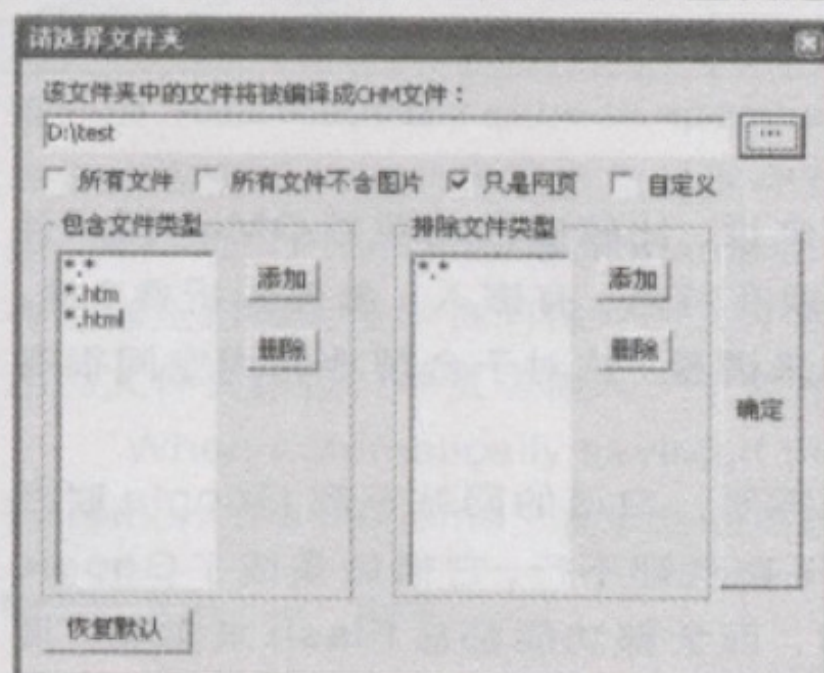 请选择文件夹
该文件夹中的文件将被编译成CHM文件：
D:\test
...
所有文件 所有文件不含图片 只是网页 自定义
包含文件类型
*.*
*.htm
*.html
添加
删除
排除文件类型
*.*
添加
删除
确定
恢复默认